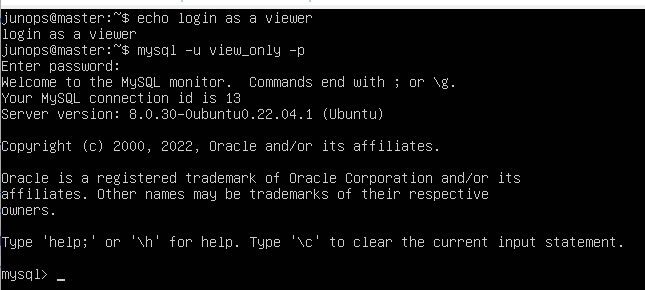 junops@master:~$ echo login as a viewer
login as a viewer
junops@master:~$ mysql -u view_only -p
Enter password:
Welcome to the MySQL monitor.  Commands end with ; or \g.
Your MySQL connection id is 13
Server version: 8.0.30-0ubuntu0.22.04.1 (Ubuntu)
Copyright (c) 2000, 2022, Oracle and/or its affiliates.
Oracle is a registered trademark of Oracle Corporation and/or its
affiliates. Other names may be trademarks of their respective
owners.
Type 'help;' or '\h' for help. Type '\c' to clear the current input statement.
mysql> _